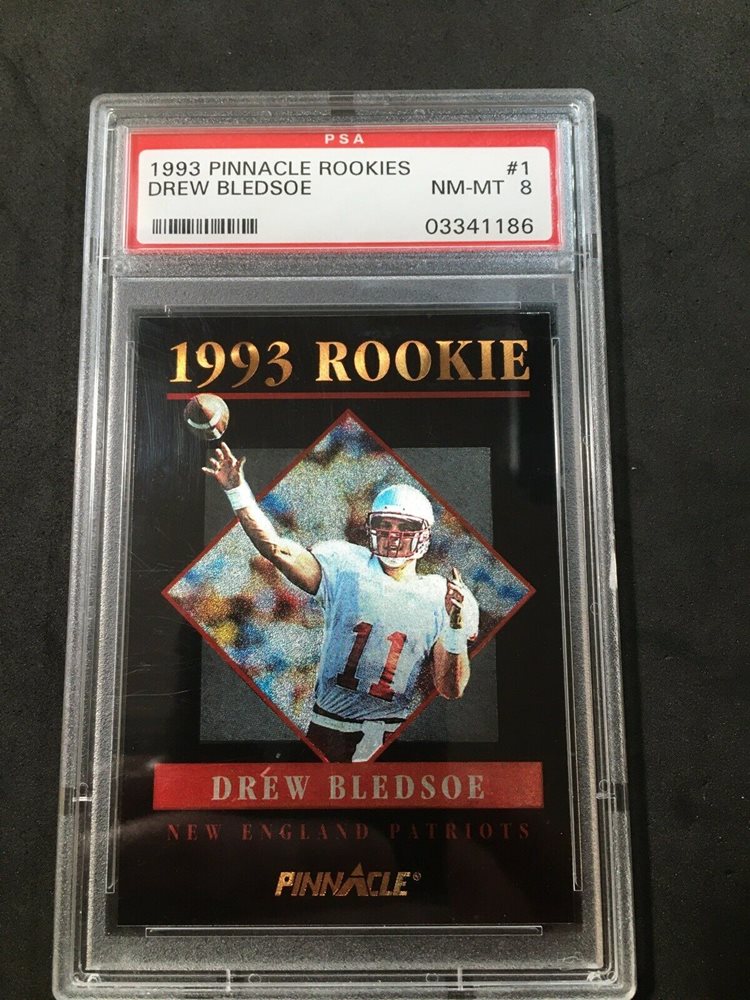 PSA
1993 PINNACLE ROOKIES #1
DREW BLEDSOE NM-MT 8
03341186
1993 ROOKIE
11
DREW BLEDSOE
NEW ENGLAND PATRIOTS
PINNACLE®